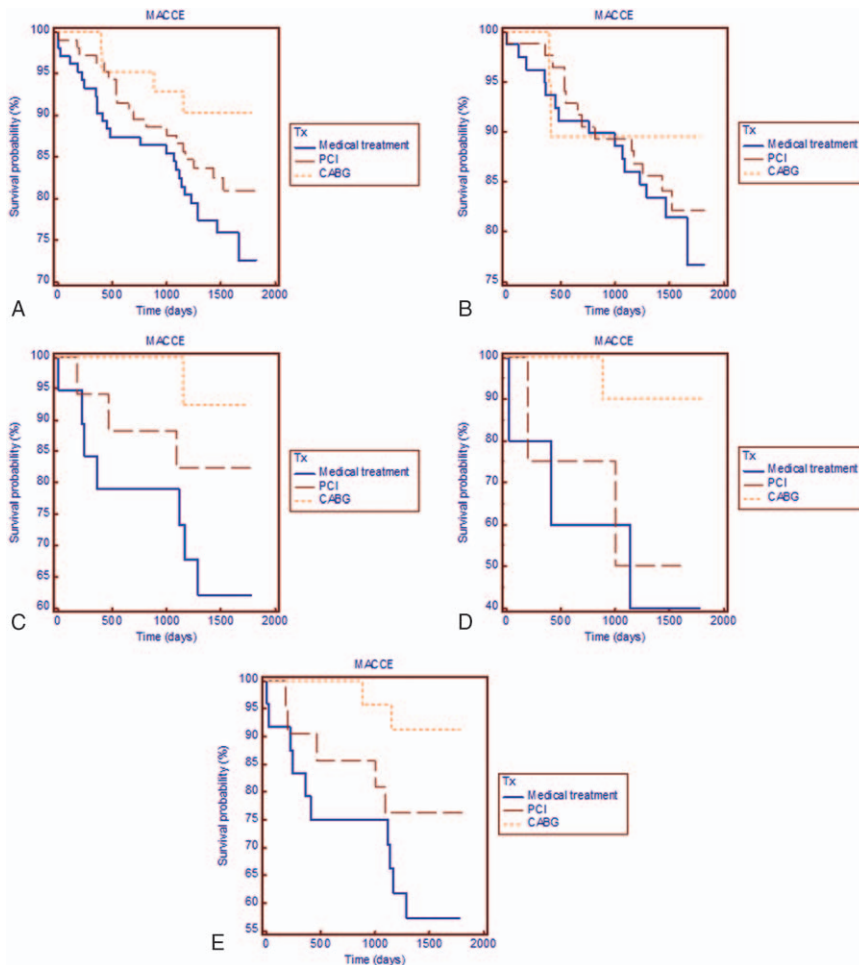 MACCE
Survival probability (%)
100
95
90
85
80
75
70
0 500 1000 1500 2000
Time (days)
A
Tx
Medical treatment
PCI
CABG
MACCE
Survival probability (%)
100
95
90
85
80
75
0 500 1000 1500 2000
Time (days)
B
Tx
Medical treatment
PCI
CABG
MACCE
Survival probability (%)
100
95
90
85
80
75
70
65
60
0 500 1000 1500 2000
Time (days)
C
Tx
Medical treatment
PCI
CABG
MACCE
Survival probability (%)
100
90
80
70
60
50
40
0 500 1000 1500 2000
Time (days)
D
Tx
Medical treatment
PCI
CABG
MACCE
Survival probability (%)
100
95
90
85
80
75
70
65
60
55
0 500 1000 1500 2000
Time (days)
E
Tx
Medical treatment
PCI
CABG